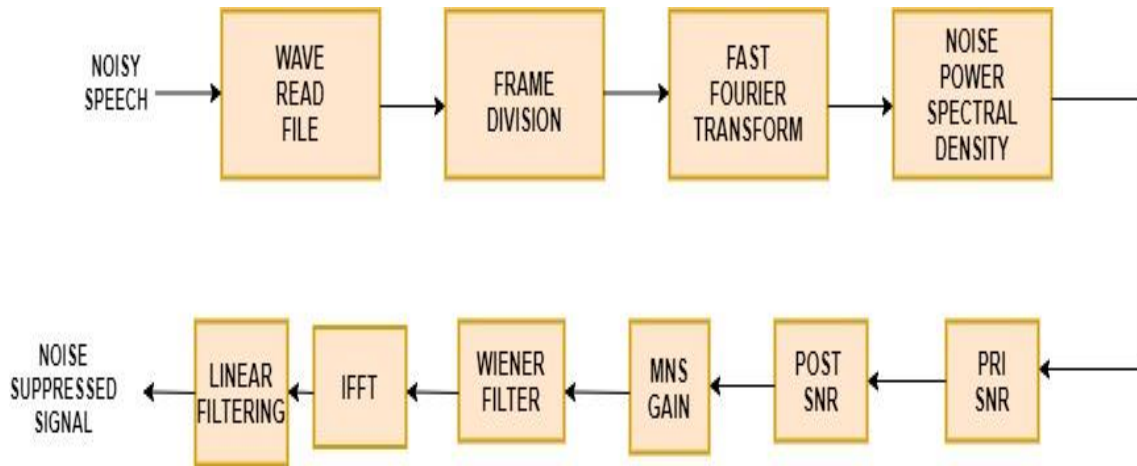 NOISY
SPEECH
WAVE
READ
FILE
FRAME
DIVISION
FAST
FOURIER
TRANSFORM
NOISE
POWER
SPECTRAL
DENSITY
PRI
SNR
POST
SNR
MNS
GAIN
WIENER
FILTER
IFFT
LINEAR
FILTERING
NOISE
SUPPRESSED
SIGNAL